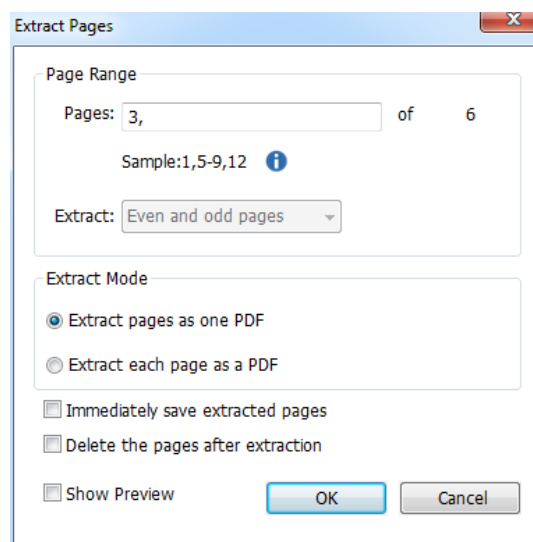 Extract Pages
Page Range
Pages: 3, of 6
Sample:1,5-9,12
Extract: Even and odd pages
Extract Mode
Extract pages as one PDF
Extract each page as a PDF
Immediately save extracted pages
Delete the pages after extraction
Show Preview OK Cancel